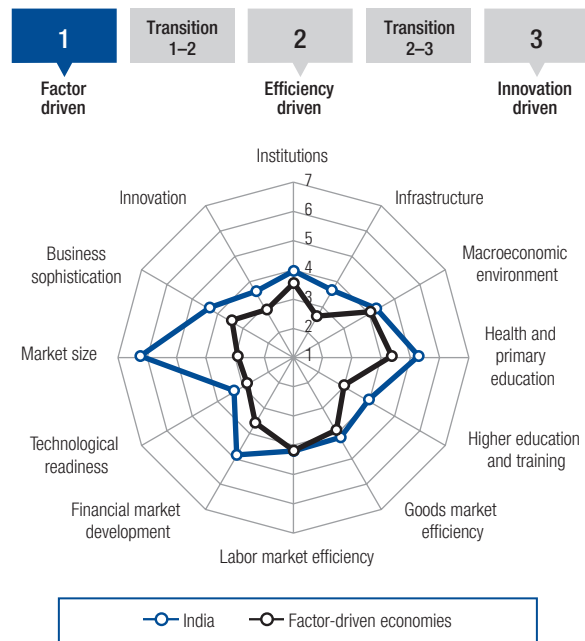 1
Transition
1–2
2
Transition
2–3
3
Factor
driven
Efficiency
driven
Innovation
driven
Institutions
7
6
5
4
3
2
1
Infrastructure
Macroeconomic
environment
Health and
primary
education
Higher education
and training
Goods market
efficiency
Labor market efficiency
Financial market
development
Technological
readiness
Market size
Business
sophistication
Innovation
India
Factor-driven economies